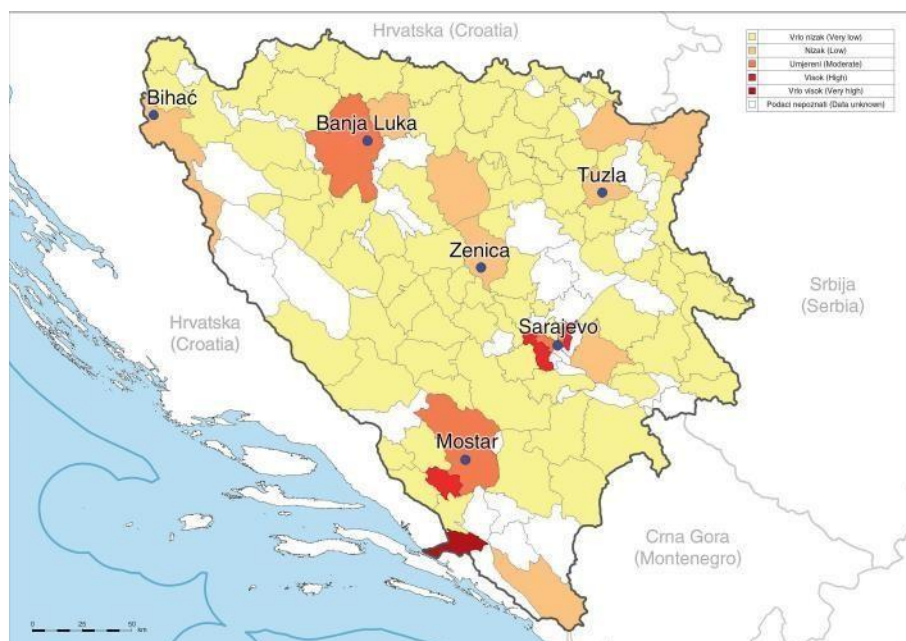 Hrvatska (Croatia)
Vrlo nizak (Very low)
Nizak (Low)
Umjereni (Moderate)
Visok (High)
Vrlo visok (Very high)
Podaci nepoznati (Data unknown)
Bihać
Banja Luka
Tuzla
Zenica
Srbija
(Serbia)
Hrvatska
(Croatia)
Sarajevo
Mostar
Crna Gora
(Montenegro)
0 25 50
km